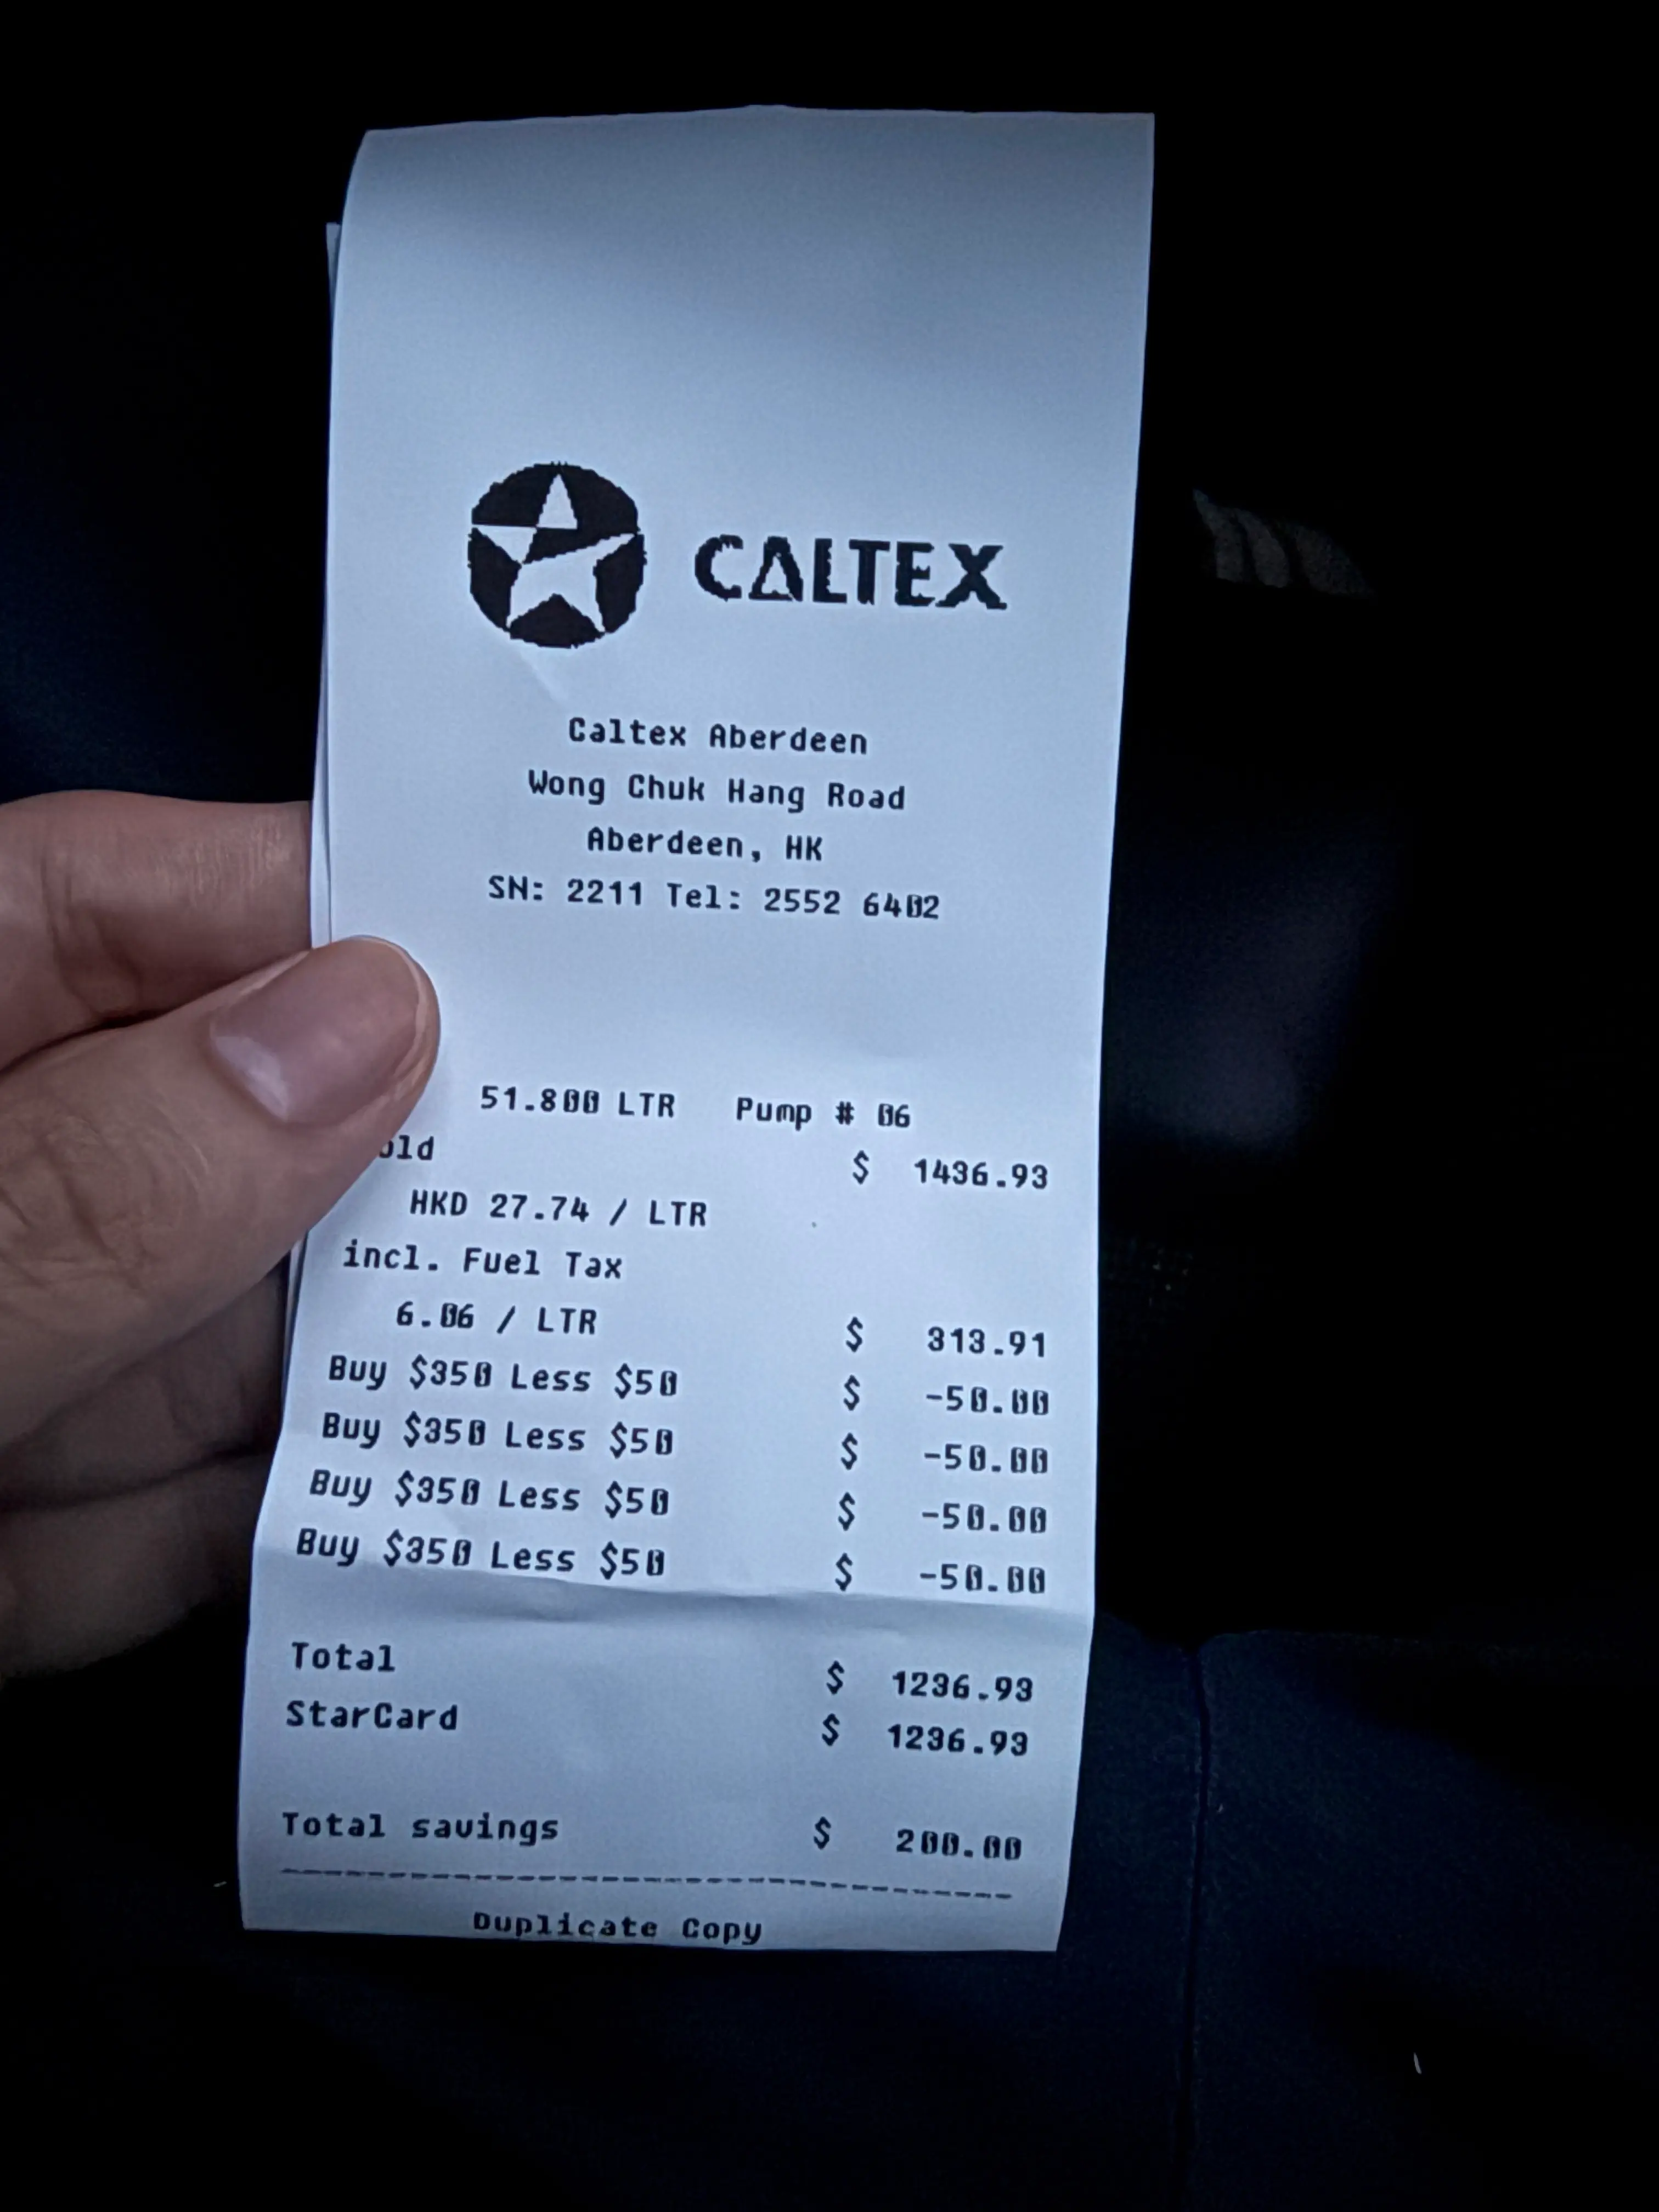 CALTEX
Caltex Aberdeen
Wong Chuk Hang Road
Aberdeen, HK
SN: 2211 Tel: 2552 6402
51.800 LTR Pump # 06
$ 1436.93
HKD 27.74 / LTR
incl. Fuel Tax
6.06 / LTR $ 313.91
Buy $350 Less $50 $ -50.00
Buy $350 Less $50 $ -50.00
Buy $350 Less $50 $ -50.00
Buy $350 Less $50 $ -50.00
Total $ 1236.93
StarCard $ 1236.93
Total savings $ 200.00
Duplicate Copy